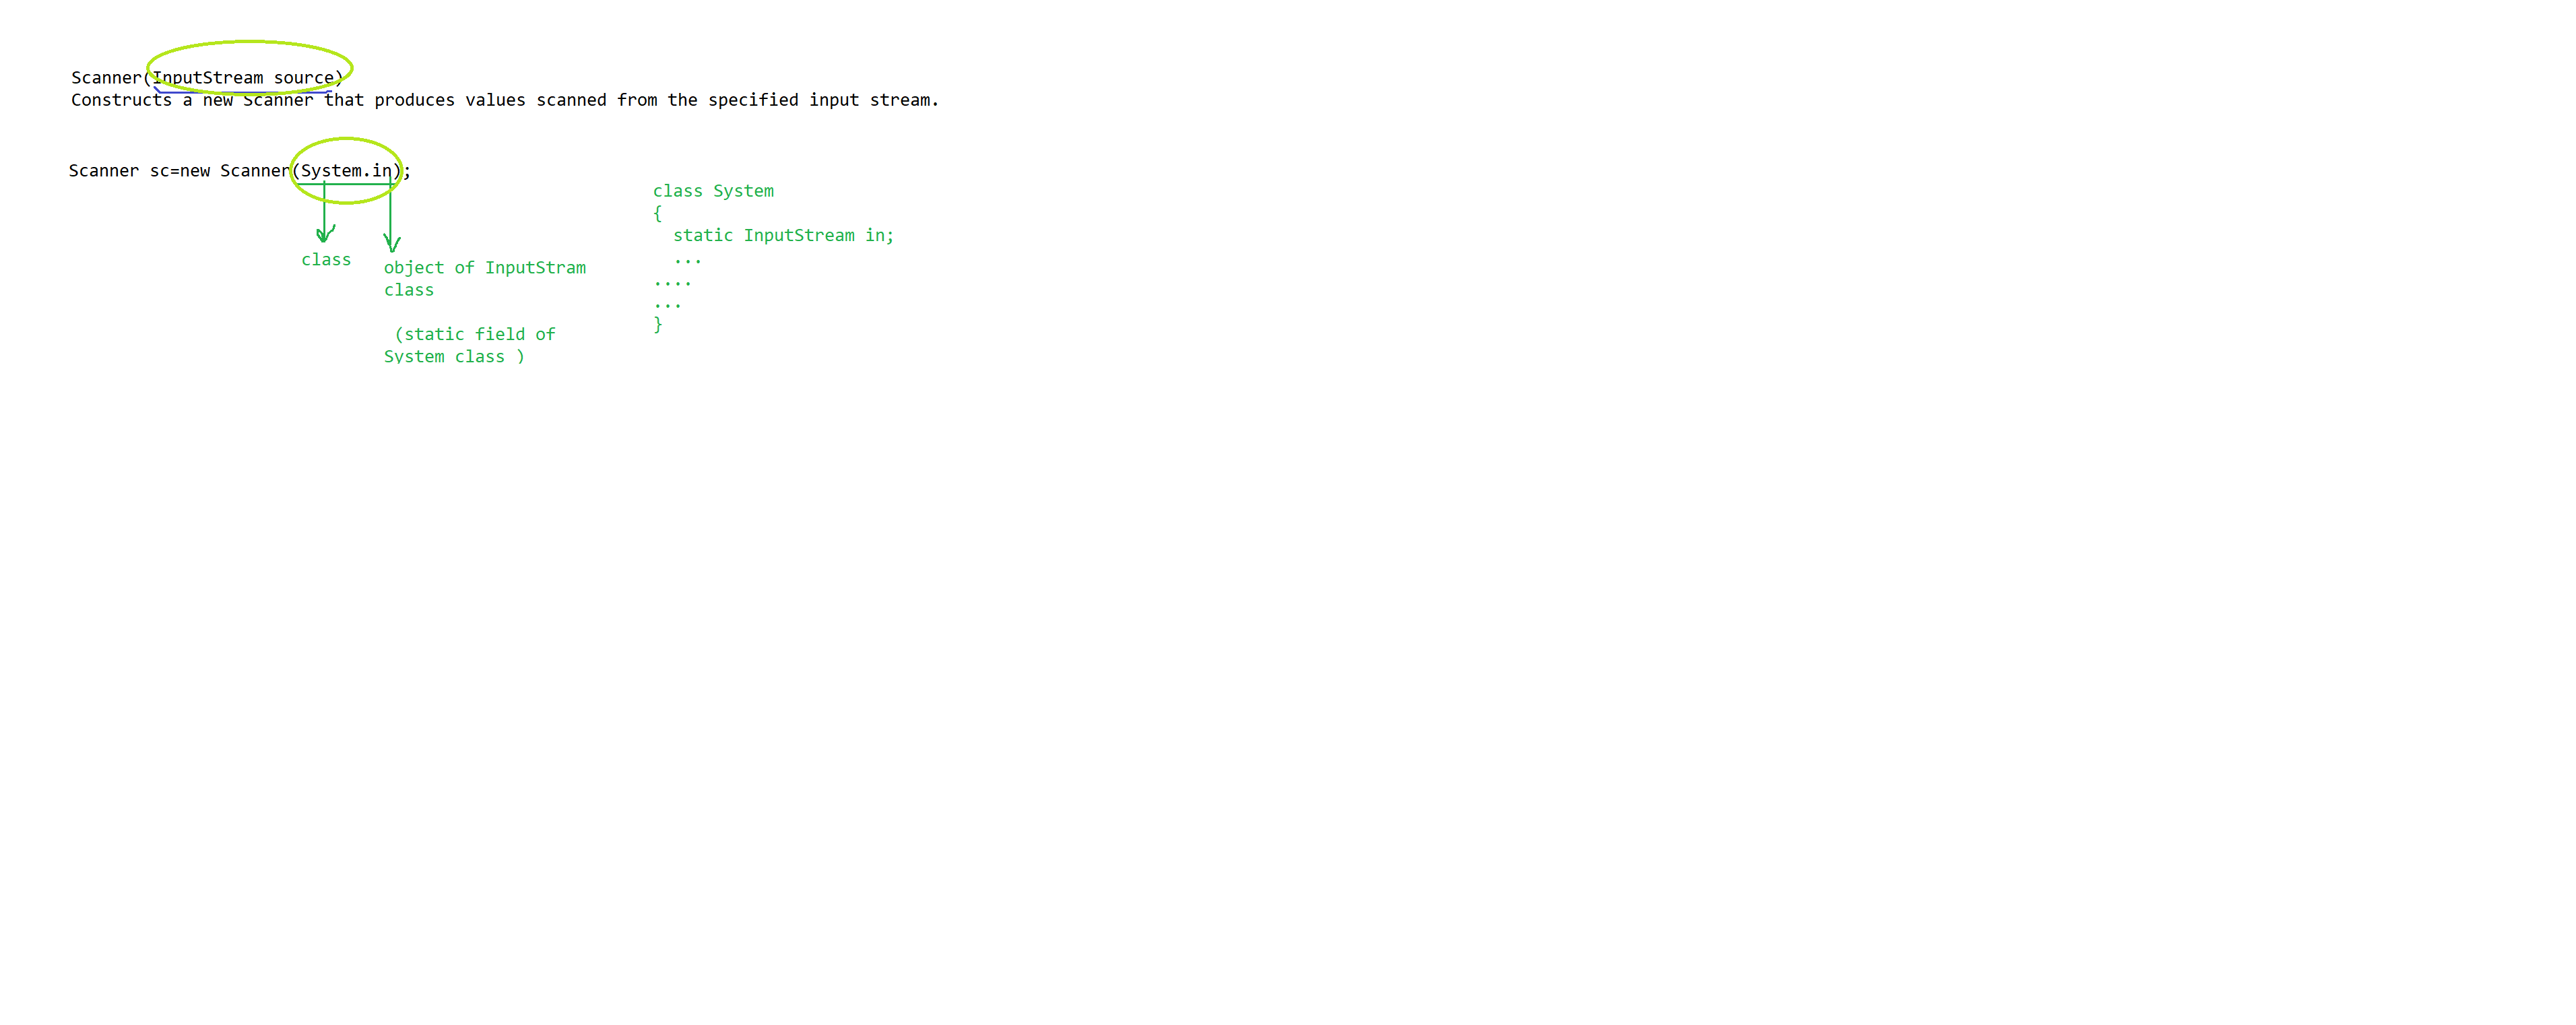 Scanner(InputStream source)
Constructs a new Scanner that produces values scanned from the specified input stream.
Scanner sc=new Scanner(System.in);
class
object of InputStram
class
(static field of
System class )
class System
{
static InputStream in;
...
....
...
}